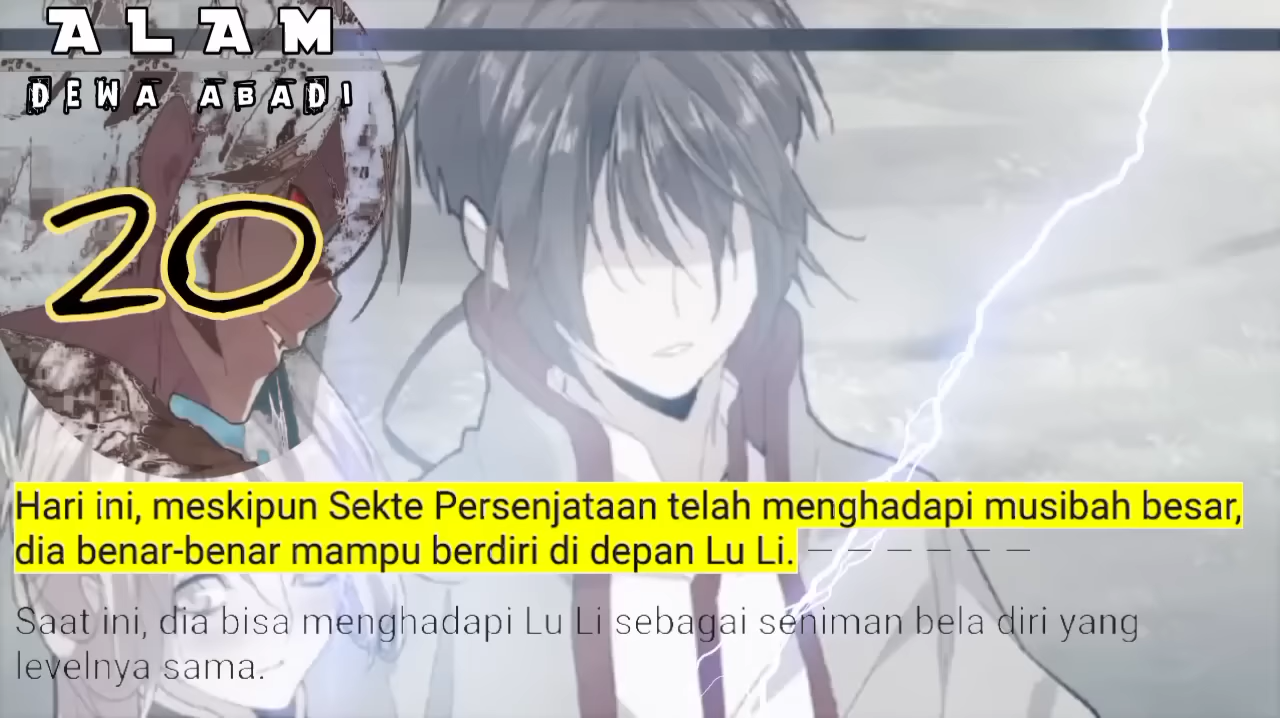 ALAM
DEWA ABADI
20
Hari ini, meskipun Sekte Persenjataan telah menghadapi musibah besar,
dia benar-benar mampu berdiri di depan Lu Li.
Saat ini, dia bisa menghadapi Lu Li sebagai seniman bela diri yang
levelnya sama.